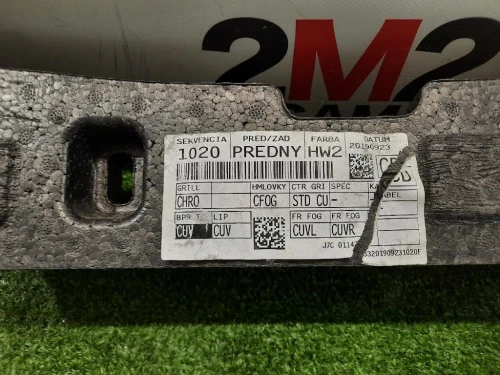 2M2
SEKVENCIA PRED/ZAD FARBA DATUM
1020 PREDNY HW2 20190923
GRILL HMLOVKY CTR GRI SPEC
CHRO CFOG STD CU -
BPR LIP FR FOG FR FOG
CUV CUV CUVL CUVR
J7C